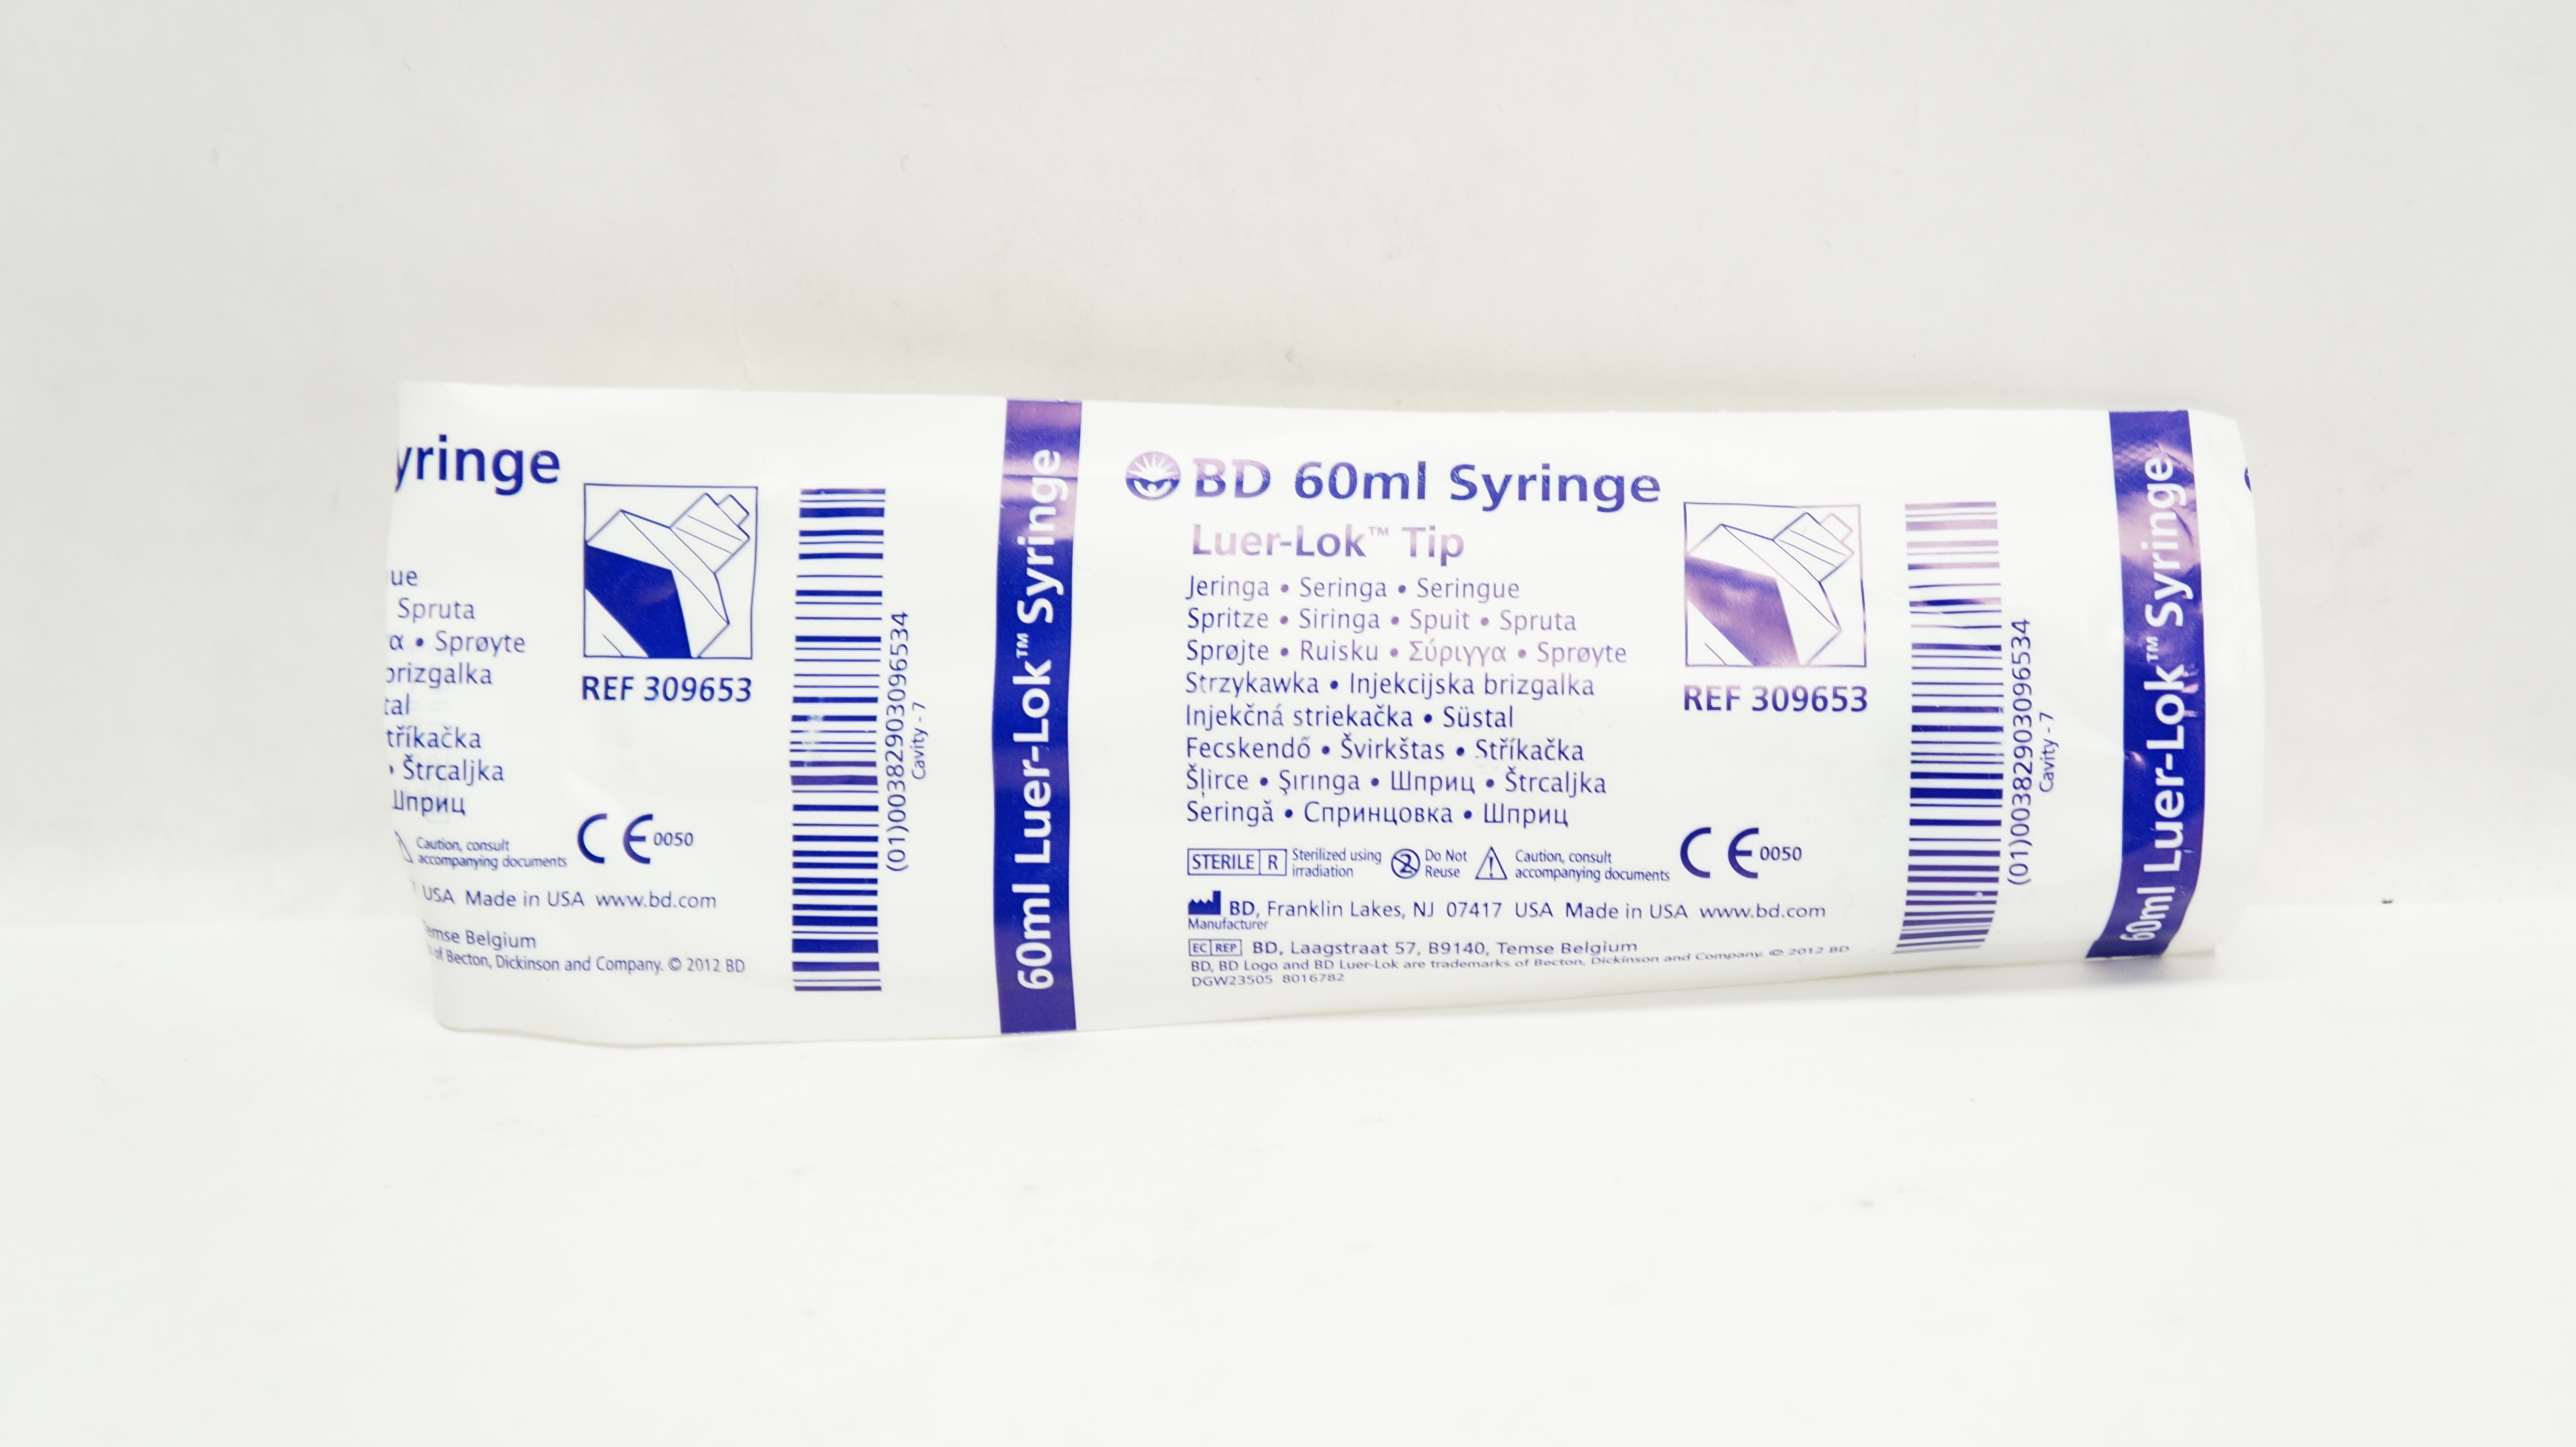 yringe
ue
Spruta
α • Sprøyte
brizgalka
tal
tříkačka
• Štrcaljka
Шприц
REF 309653
Caution, consult
accompanying documents
CE 0050
USA Made in USA www.bd.com
emse Belgium
of Becton, Dickinson and Company. © 2012 BD
(01)00382903096534
Cavity - 7
60ml Luer-Lok™ Syringe
BD 60ml Syringe
Luer-Lok™ Tip
Jeringa • Seringa • Seringue
Spritze • Siringa • Spuit • Spruta
Sprøjte • Ruisku • Σύριγγα • Sprøyte
Strzykawka • Injekcijska brizgalka
Injekčná striekačka • Süstal
Fecskendő • Švirkštas • Stříkačka
Šļirce • Şırınga • Шприц • Štrcaljka
Seringă • Спринцовка • Шприц
REF 309653
STERILE R Sterilized using
irradiation
2 Do Not
Reuse
Caution, consult
accompanying documents
CE 0050
BD, Franklin Lakes, NJ 07417 USA Made in USA www.bd.com
Manufacturer
EC REP BD, Laagstraat 57, B9140, Temse Belgium
BD, BD Logo and BD Luer-Lok are trademarks of Becton, Dickinson and Company. © 2012 BD
DGW23505 8016782
(01)00382903096534
Cavity - 7
60ml Luer-Lok™ Syringe